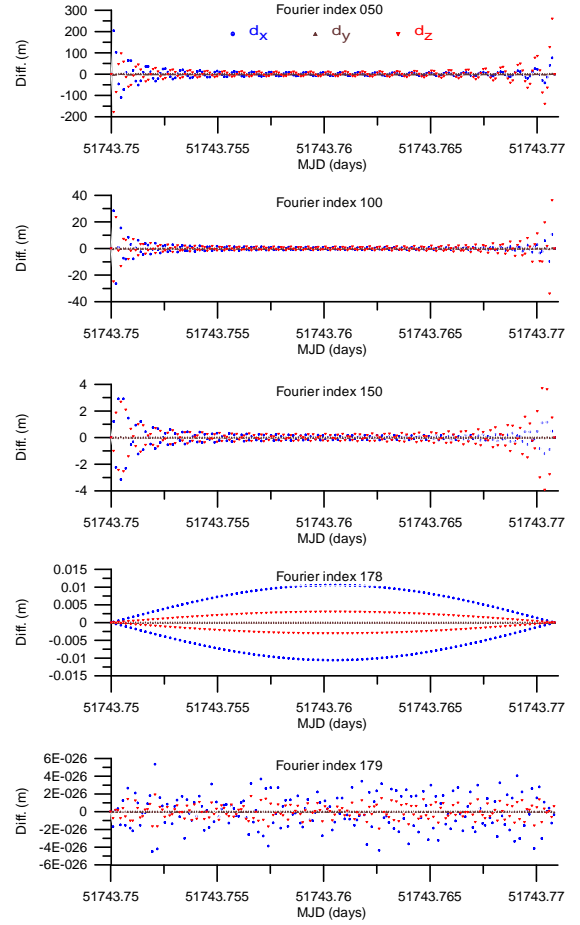 Fourier index 050
300
200
100
0
-100
-200
Diff. (m)
d_x d_y d_z
51743.75 51743.755 51743.76 51743.765 51743.77
MJD (days)
Fourier index 100
40
20
0
-20
-40
Diff. (m)
51743.75 51743.755 51743.76 51743.765 51743.77
MJD (days)
Fourier index 150
4
2
0
-2
-4
Diff. (m)
51743.75 51743.755 51743.76 51743.765 51743.77
MJD (days)
Fourier index 178
0.015
0.01
0.005
0
-0.005
-0.01
-0.015
Diff. (m)
51743.75 51743.755 51743.76 51743.765 51743.77
MJD (days)
Fourier index 179
6E-026
4E-026
2E-026
0
-2E-026
-4E-026
6E-026
Diff. (m)
51743.75 51743.755 51743.76 51743.765 51743.77
MJD (days)